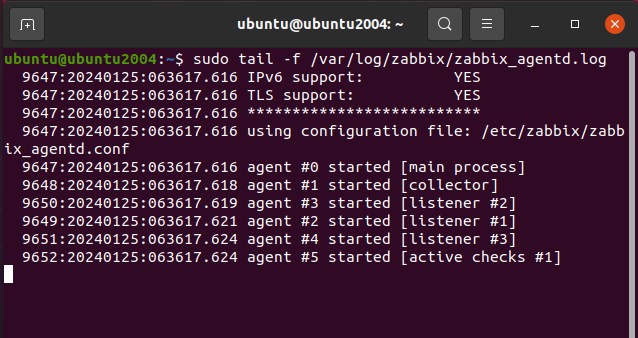 ubuntu@ubuntu2004: ~
ubuntu@ubuntu2004:~$ sudo tail -f /var/log/zabbix/zabbix_agentd.log
9647:20240125:063617.616 IPv6 support:          YES
9647:20240125:063617.616 TLS support:           YES
9647:20240125:063617.616 **************************
9647:20240125:063617.616 using configuration file: /etc/zabbix/zabb
ix_agentd.conf
9647:20240125:063617.616 agent #0 started [main process]
9648:20240125:063617.618 agent #1 started [collector]
9650:20240125:063617.619 agent #3 started [listener #2]
9649:20240125:063617.621 agent #2 started [listener #1]
9651:20240125:063617.624 agent #4 started [listener #3]
9652:20240125:063617.624 agent #5 started [active checks #1]